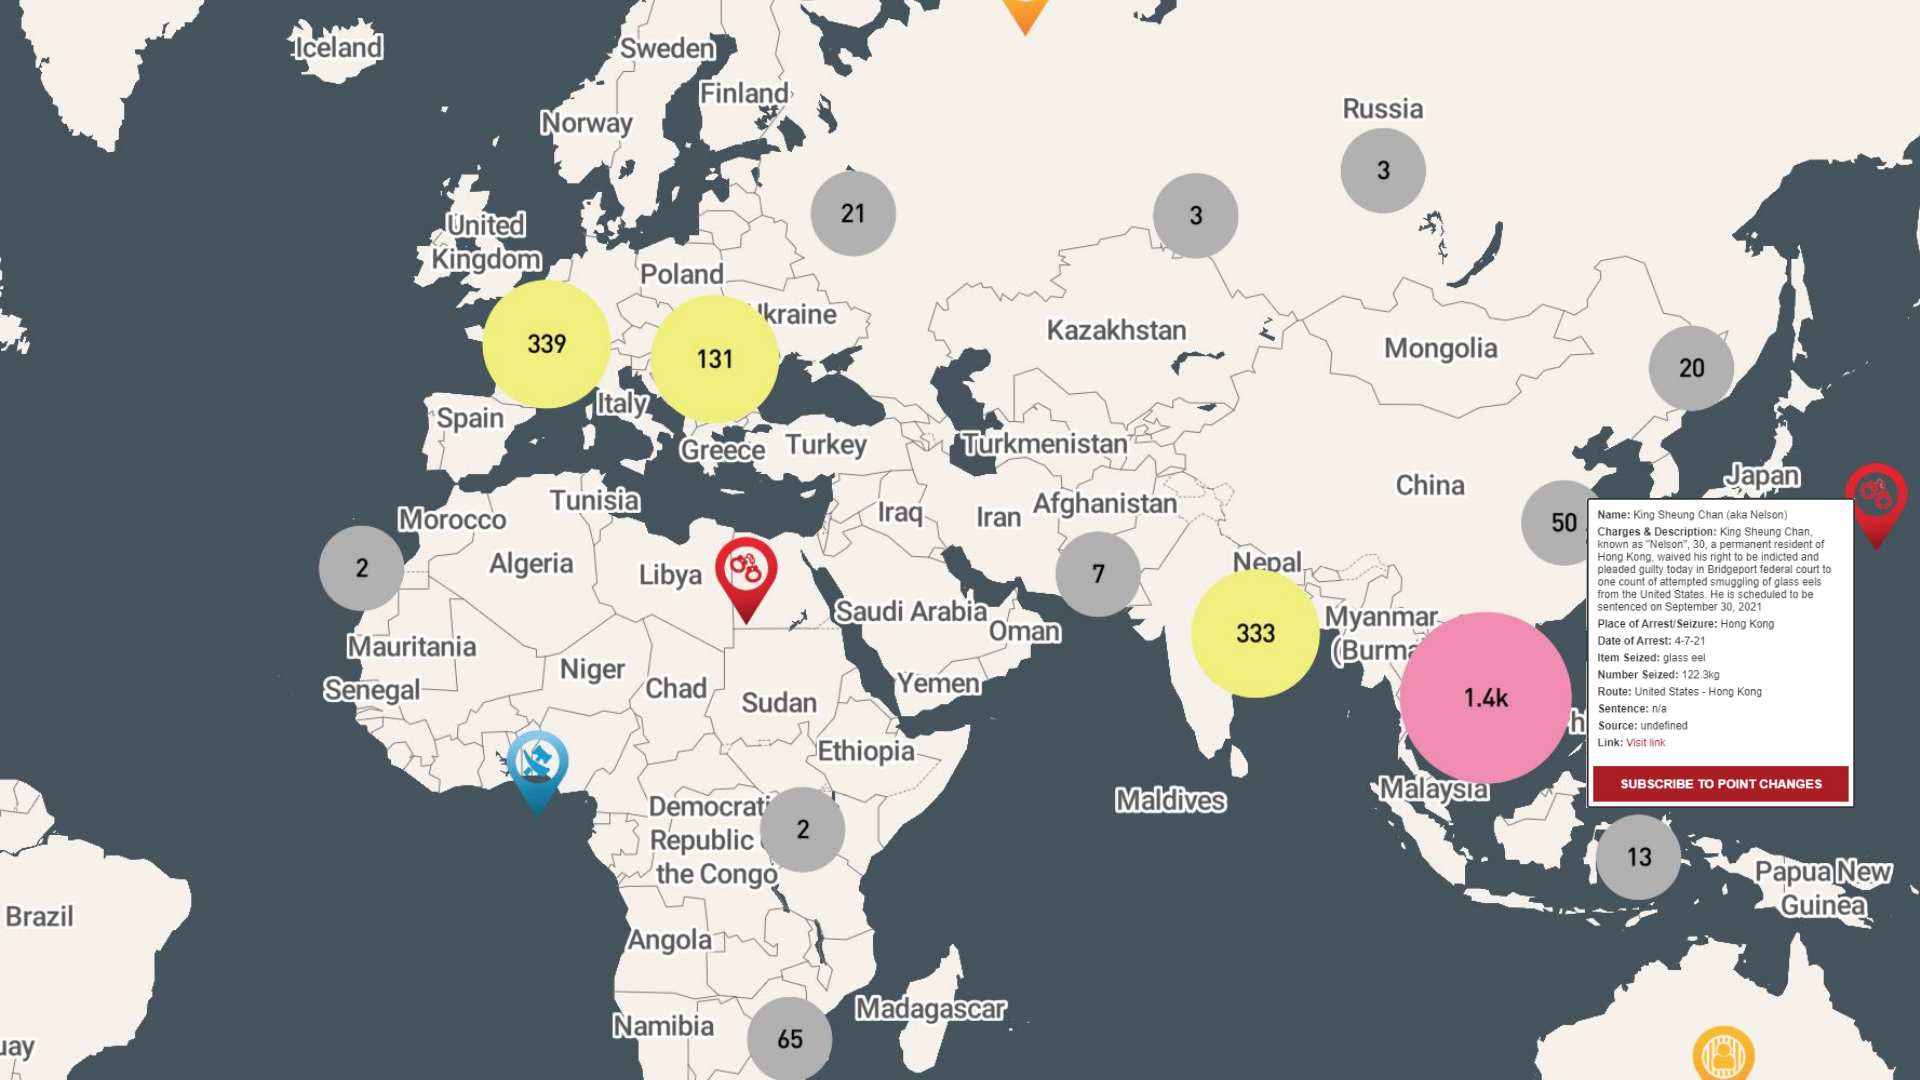 Iceland
Sweden
Finland
Norway
Russia
3
21
3
United
Kingdom
Poland
Ukraine
Kazakhstan
Mongolia
339
131
20
Italy
Spain
Greece
Turkey
Turkmenistan
China
Japan
Tunisia
Morocco
Iraq
Iran
Afghanistan
50
2
Algeria
Libya
7
Nepal
Saudi Arabia
Oman
333
Myanmar
(Burma
Mauritania
Niger
Chad
Senegal
Sudan
Yemen
1.4k
Ethiopia
Maldives
Malaysia
Democrati
Republic
the Congo
2
13
Papua New
Guinea
Brazil
Angola
Madagascar
Namibia
65
uay
Name: King Sheung Chan (aka Nelson)
Charges & Description: King Sheung Chan,
known as "Nelson", 30, a permanent resident of
Hong Kong, waived his right to be indicted and
pleaded guilty today in Bridgeport federal court to
one count of attempted smuggling of glass eels
from the United States. He is scheduled to be
sentenced on September 30, 2021
Place of Arrest/Seizure: Hong Kong
Date of Arrest: 4-7-21
Item Seized: glass eel
Number Seized: 122.3kg
Route: United States - Hong Kong
Sentence: n/a
Source: undefined
Link: Visit link
SUBSCRIBE TO POINT CHANGES